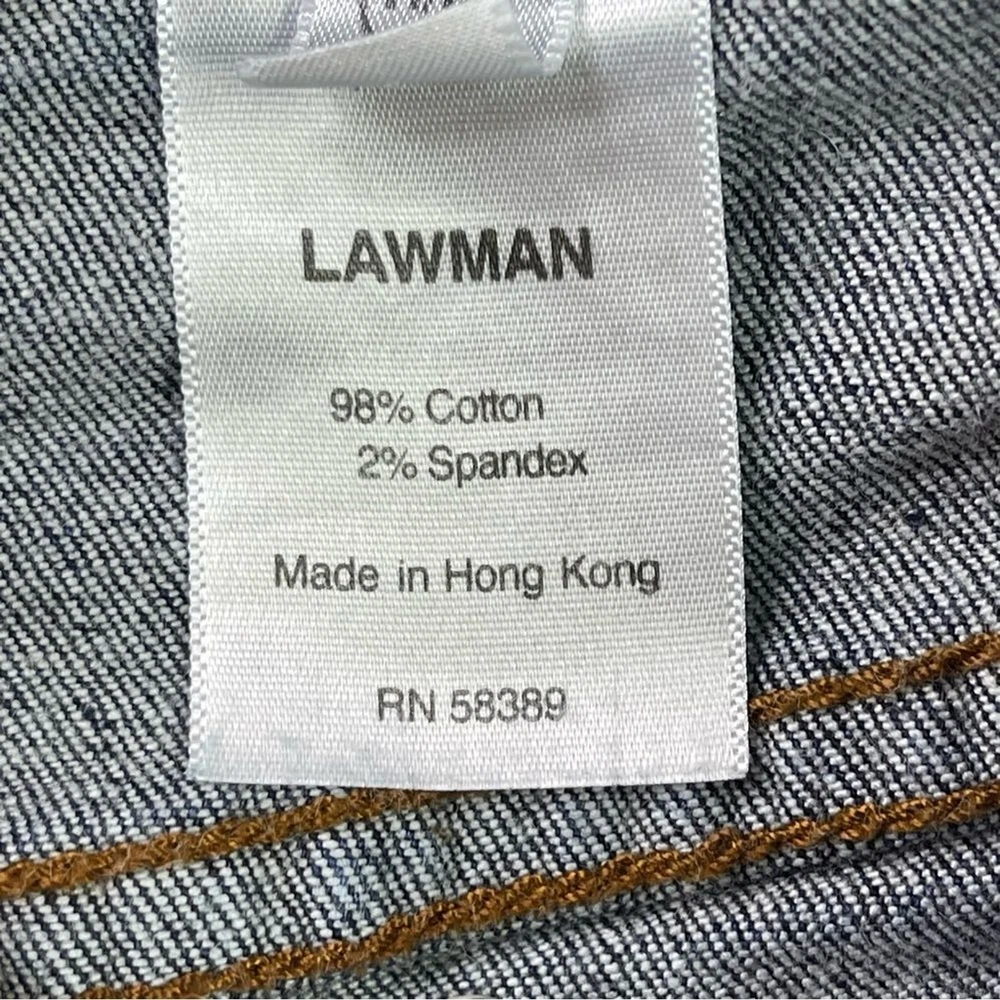 LAWMAN
98% Cotton
2% Spandex
Made in Hong Kong
RN 58389